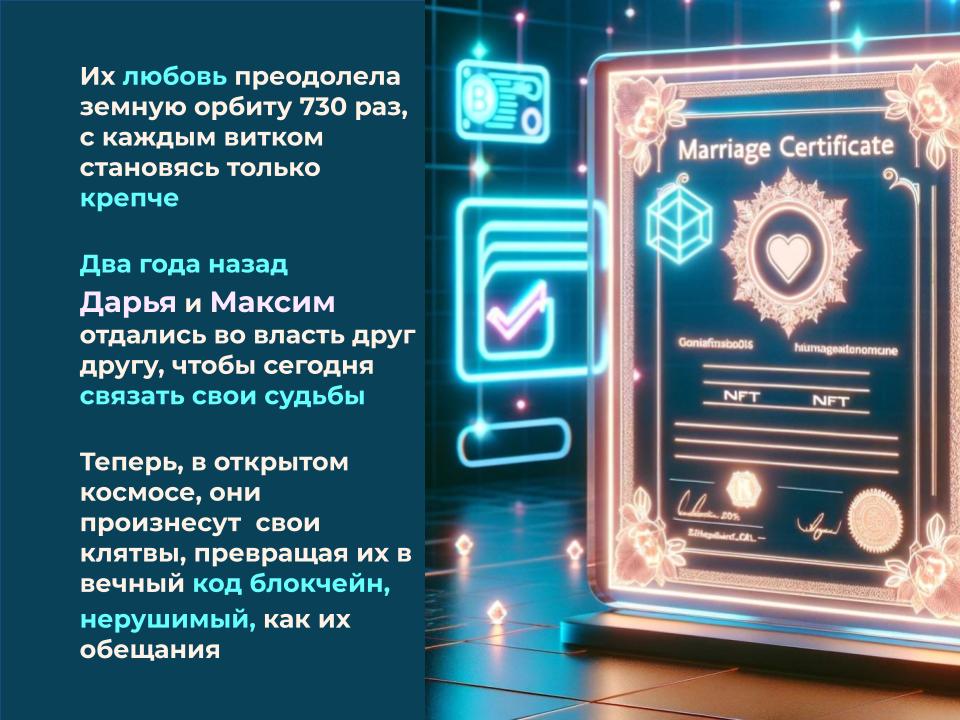 Их любовь преодолела
земную орбиту 730 раз,
с каждым витком
становясь только
крепче
Два года назад
Дарья и Максим
отдались во власть друг
другу, чтобы сегодня
связать свои судьбы
Теперь, в открытом
космосе, они
произнесут свои
клятвы, превращая их в
вечный код блокчейн,
нерушимый, как их
обещания
Marriage Certificate
NFT NFT